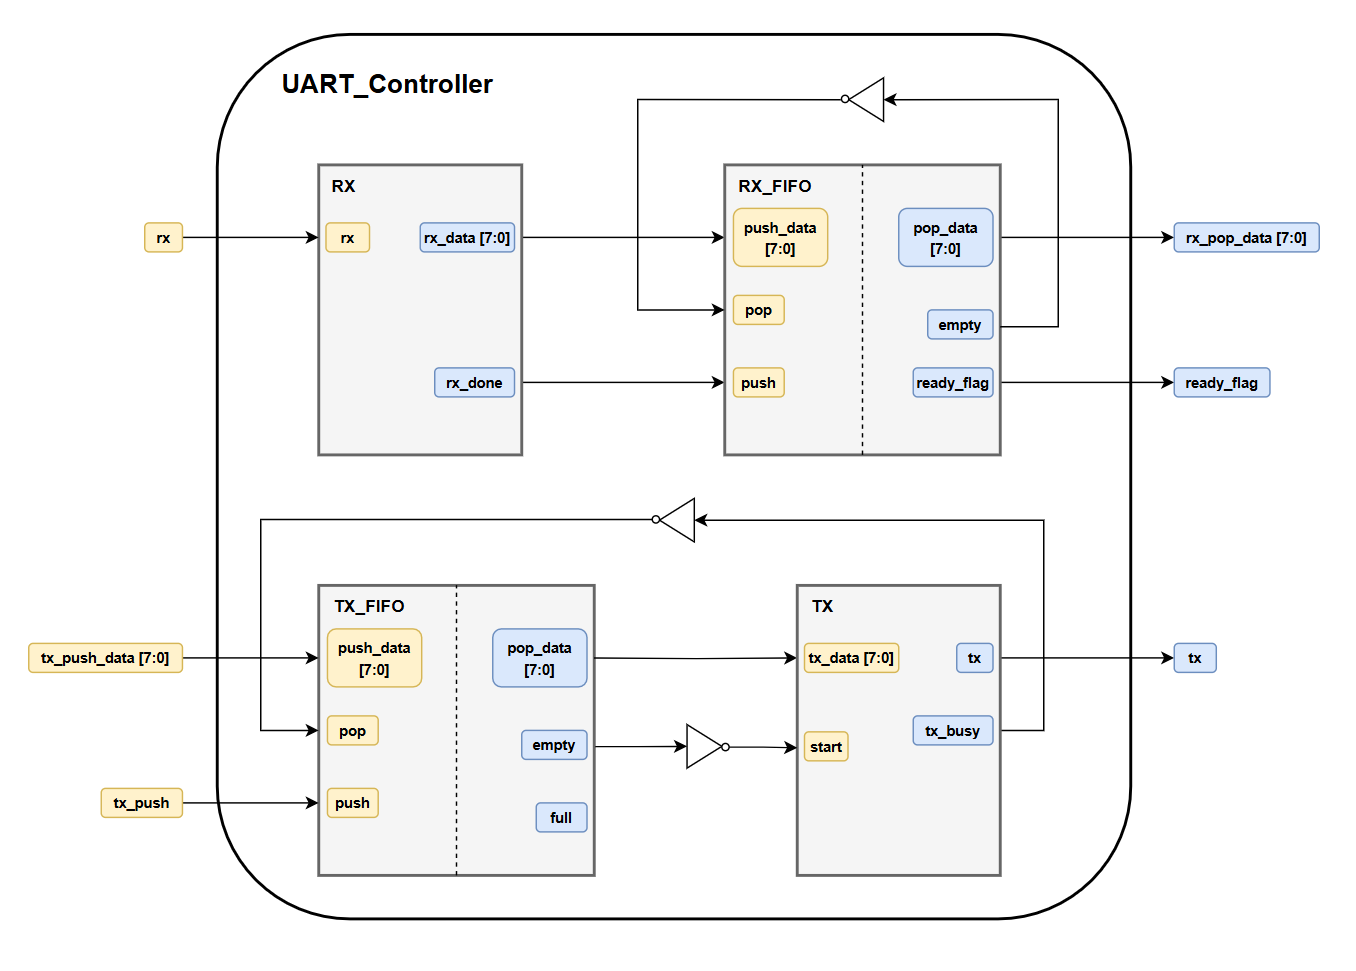 UART_Controller
RX
RX_FIFO
rx
rx
rx_data [7:0]
push_data
[7:0]
pop_data
[7:0]
rx_pop_data [7:0]
pop
empty
rx_done
push
ready_flag
ready_flag
TX_FIFO
TX
tx_push_data [7:0]
push_data
[7:0]
pop_data
[7:0]
tx_data [7:0]
tx
tx
pop
empty
start
tx_busy
tx_push
push
full